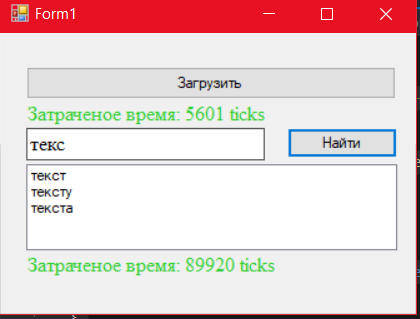 Form1
Загрузить
Затраченое время: 5601 ticks
текс
Найти
текст
тексту
текста
Затраченое время: 89920 ticks